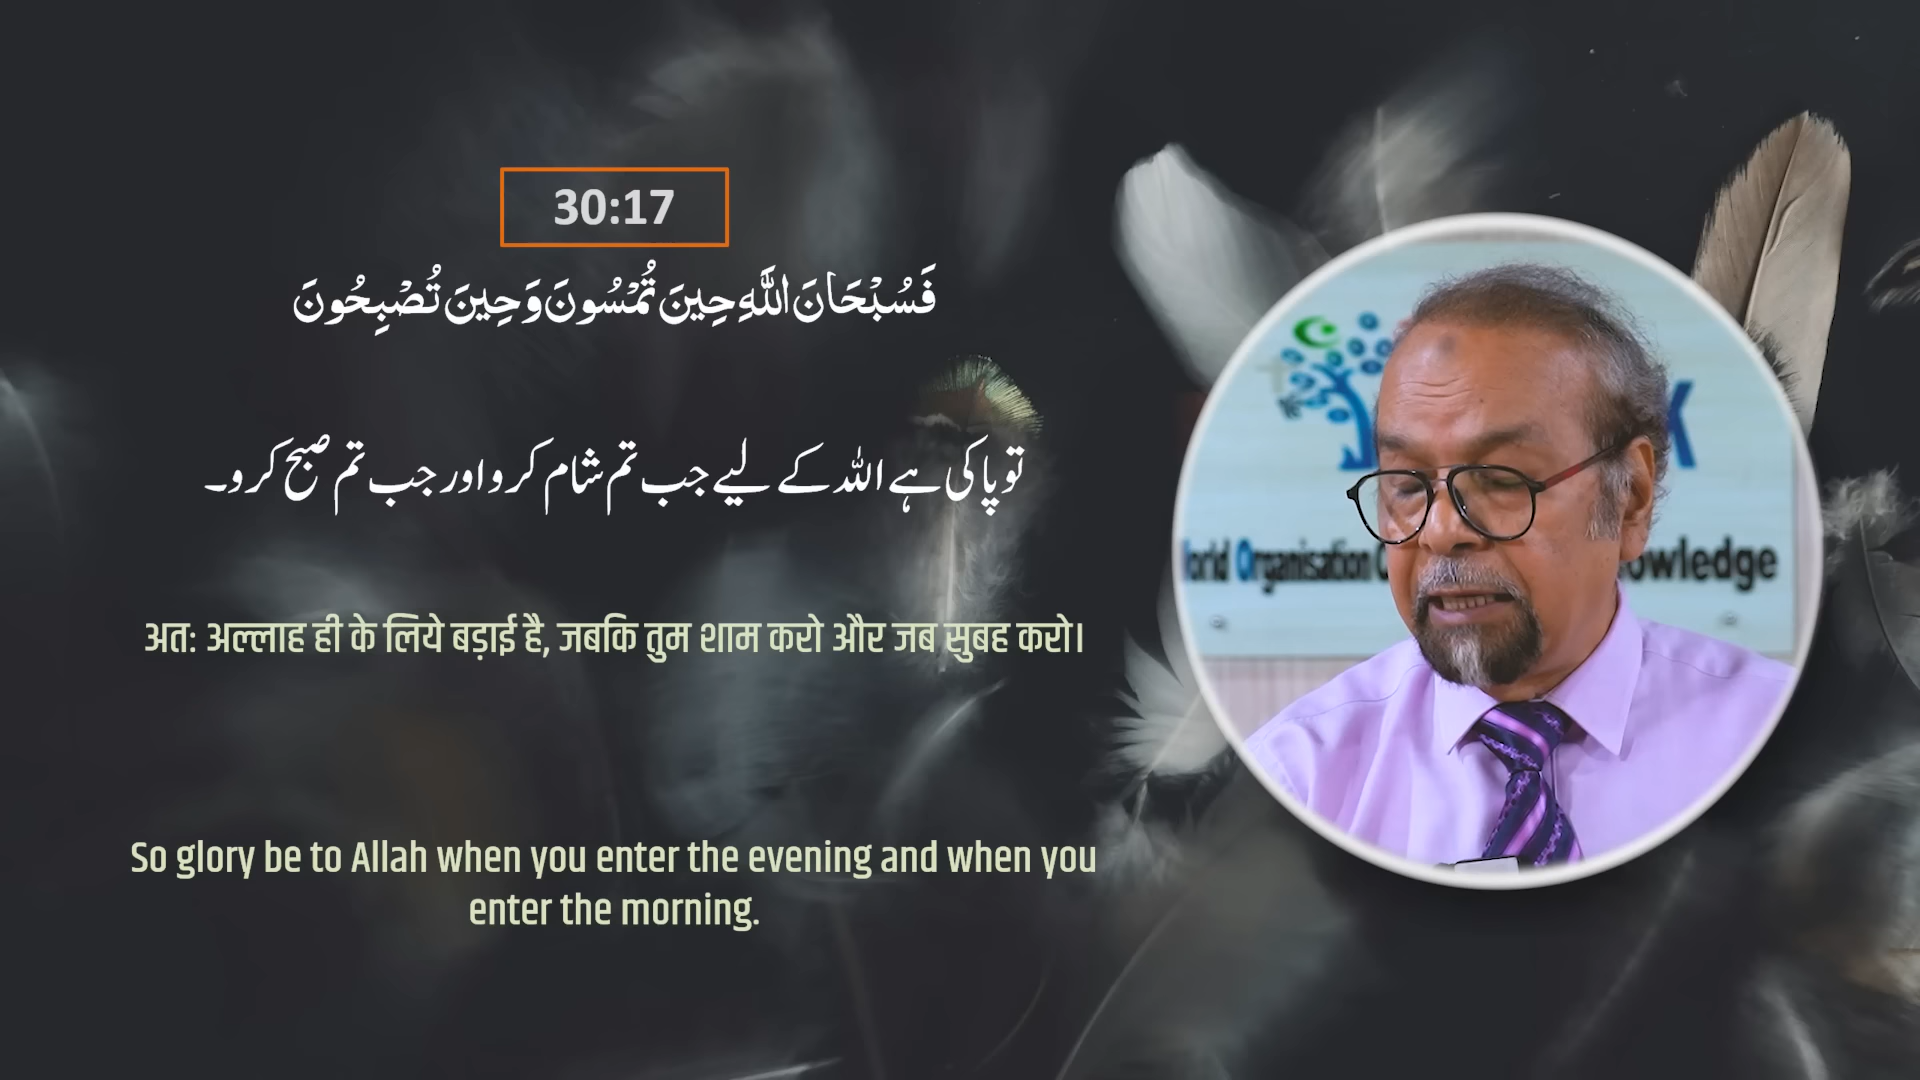 30:17
فَسُبْحَانَ اللَّهِ حِينَ تُمْسُونَ وَحِينَ تُصْبِحُونَ
تو پاکی ہے اللہ کے لیے جب تم شام کرو اور جب تم صبح کرو۔
अतः अल्लाह ही के लिये बड़ाई है, जबकि तुम शाम करो और जब सुबह करो।
So glory be to Allah when you enter the evening and when you
enter the morning.
K
Organisation